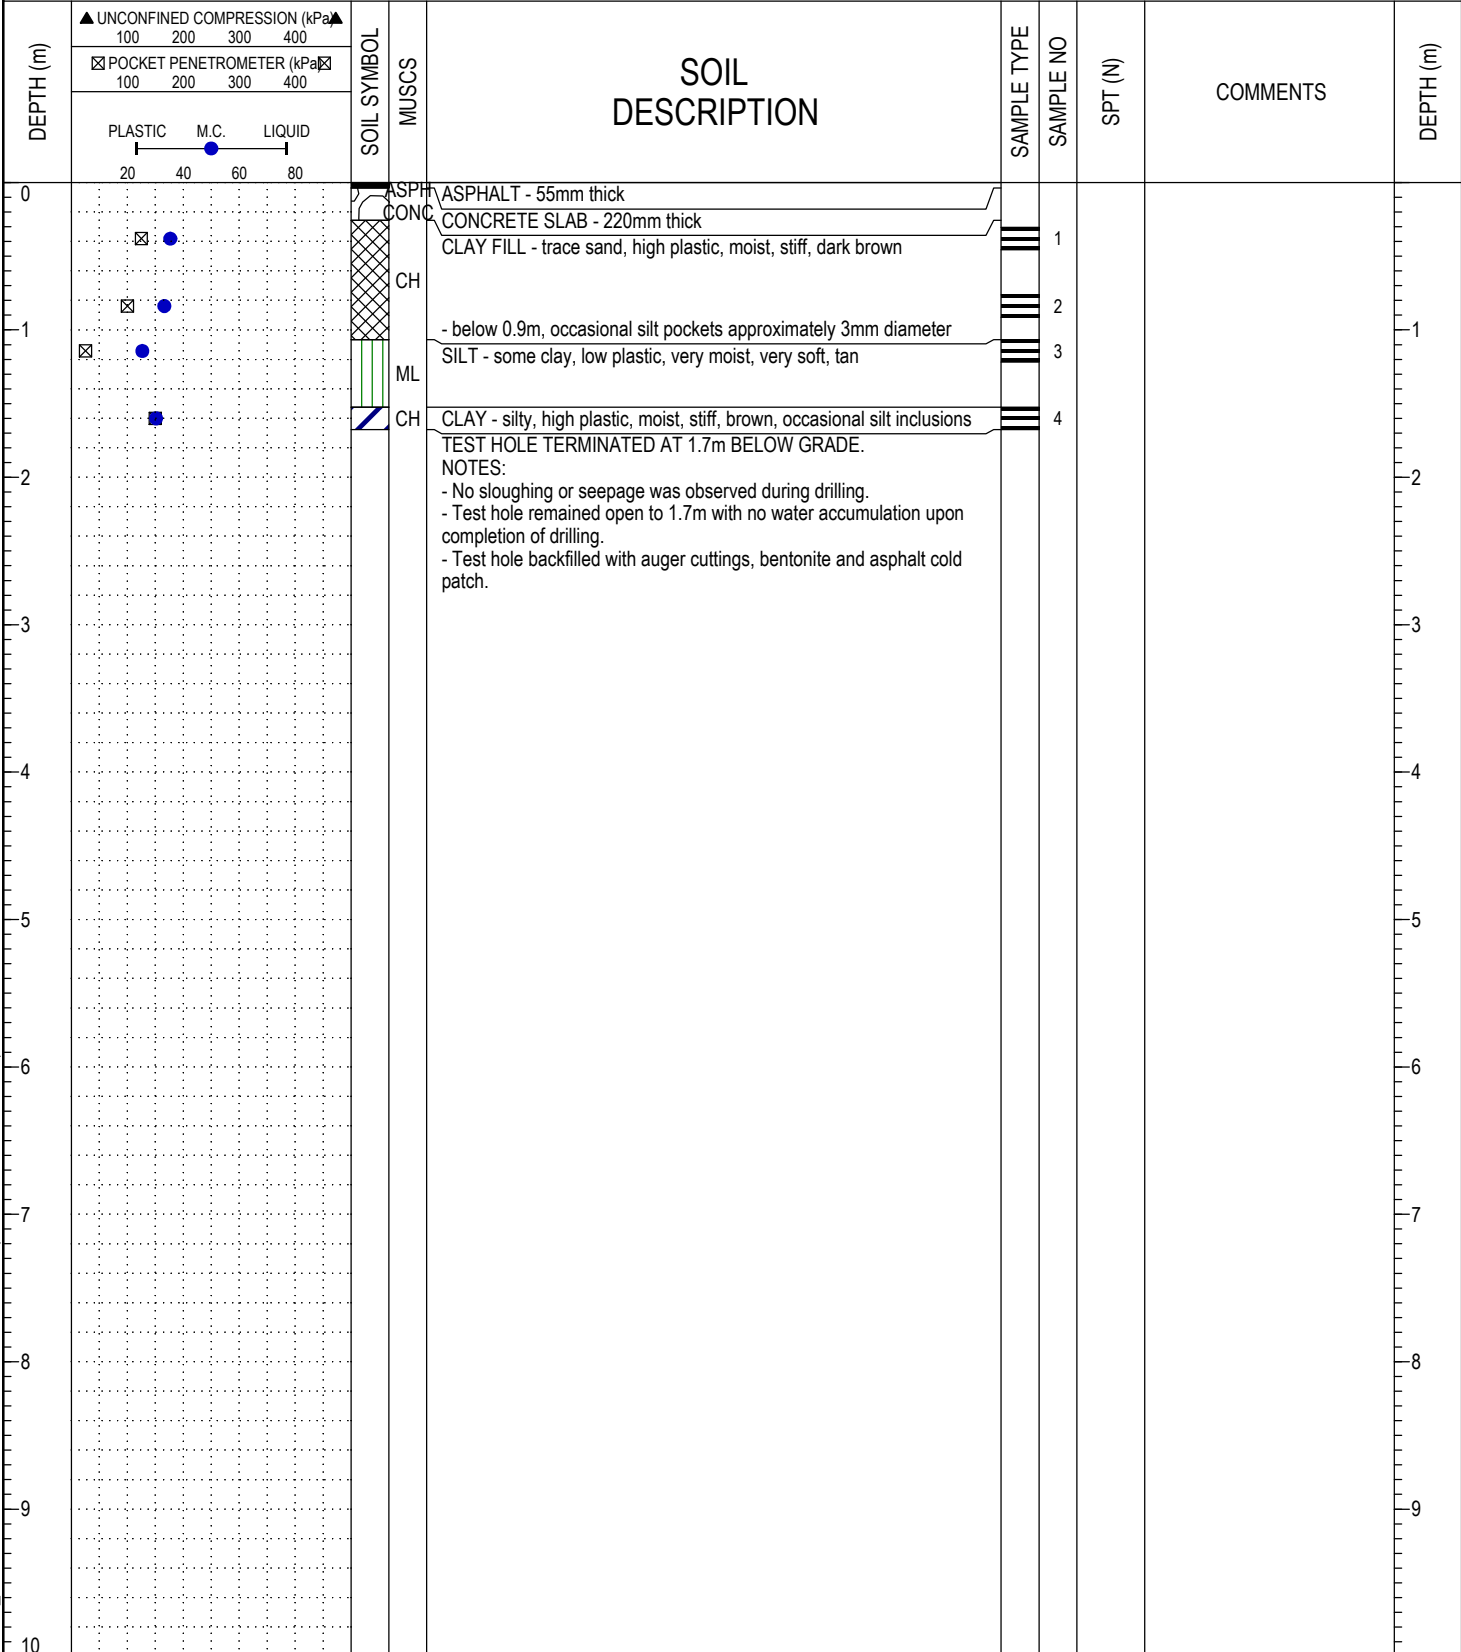 DEPTH (m)
▲ UNCONFINED COMPRESSION (kPa) ▲
100 200 300 400
☒ POCKET PENETROMETER (kPa) ☒
100 200 300 400
PLASTIC M.C. LIQUID
20 40 60 80
SOIL SYMBOL
MUSCS
SOIL
DESCRIPTION
SAMPLE TYPE
SAMPLE NO
SPT (N)
COMMENTS
DEPTH (m)
0
ASPH
ASPHALT - 55mm thick
CONC
CONCRETE SLAB - 220mm thick
CLAY FILL - trace sand, high plastic, moist, stiff, dark brown
1
CH
2
- below 0.9m, occasional silt pockets approximately 3mm diameter
1
1
SILT - some clay, low plastic, very moist, very soft, tan
3
ML
CH
CLAY - silty, high plastic, moist, stiff, brown, occasional silt inclusions
4
TEST HOLE TERMINATED AT 1.7m BELOW GRADE.
NOTES:
2
2
- No sloughing or seepage was observed during drilling.
- Test hole remained open to 1.7m with no water accumulation upon
completion of drilling.
- Test hole backfilled with auger cuttings, bentonite and asphalt cold
patch.
3
3
4
4
5
5
6
6
7
7
8
8
9
9
10